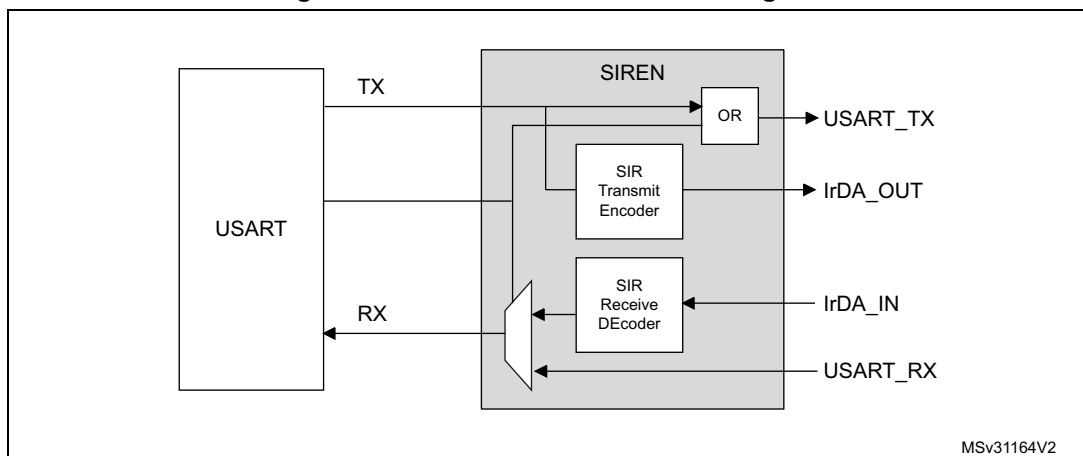 SIREN
TX
OR
USART_TX
SIR
Transmit
Encoder
IrDA_OUT
USART
SIR
Receive
DEcoder
IrDA_IN
RX
USART_RX
MSv31164V2